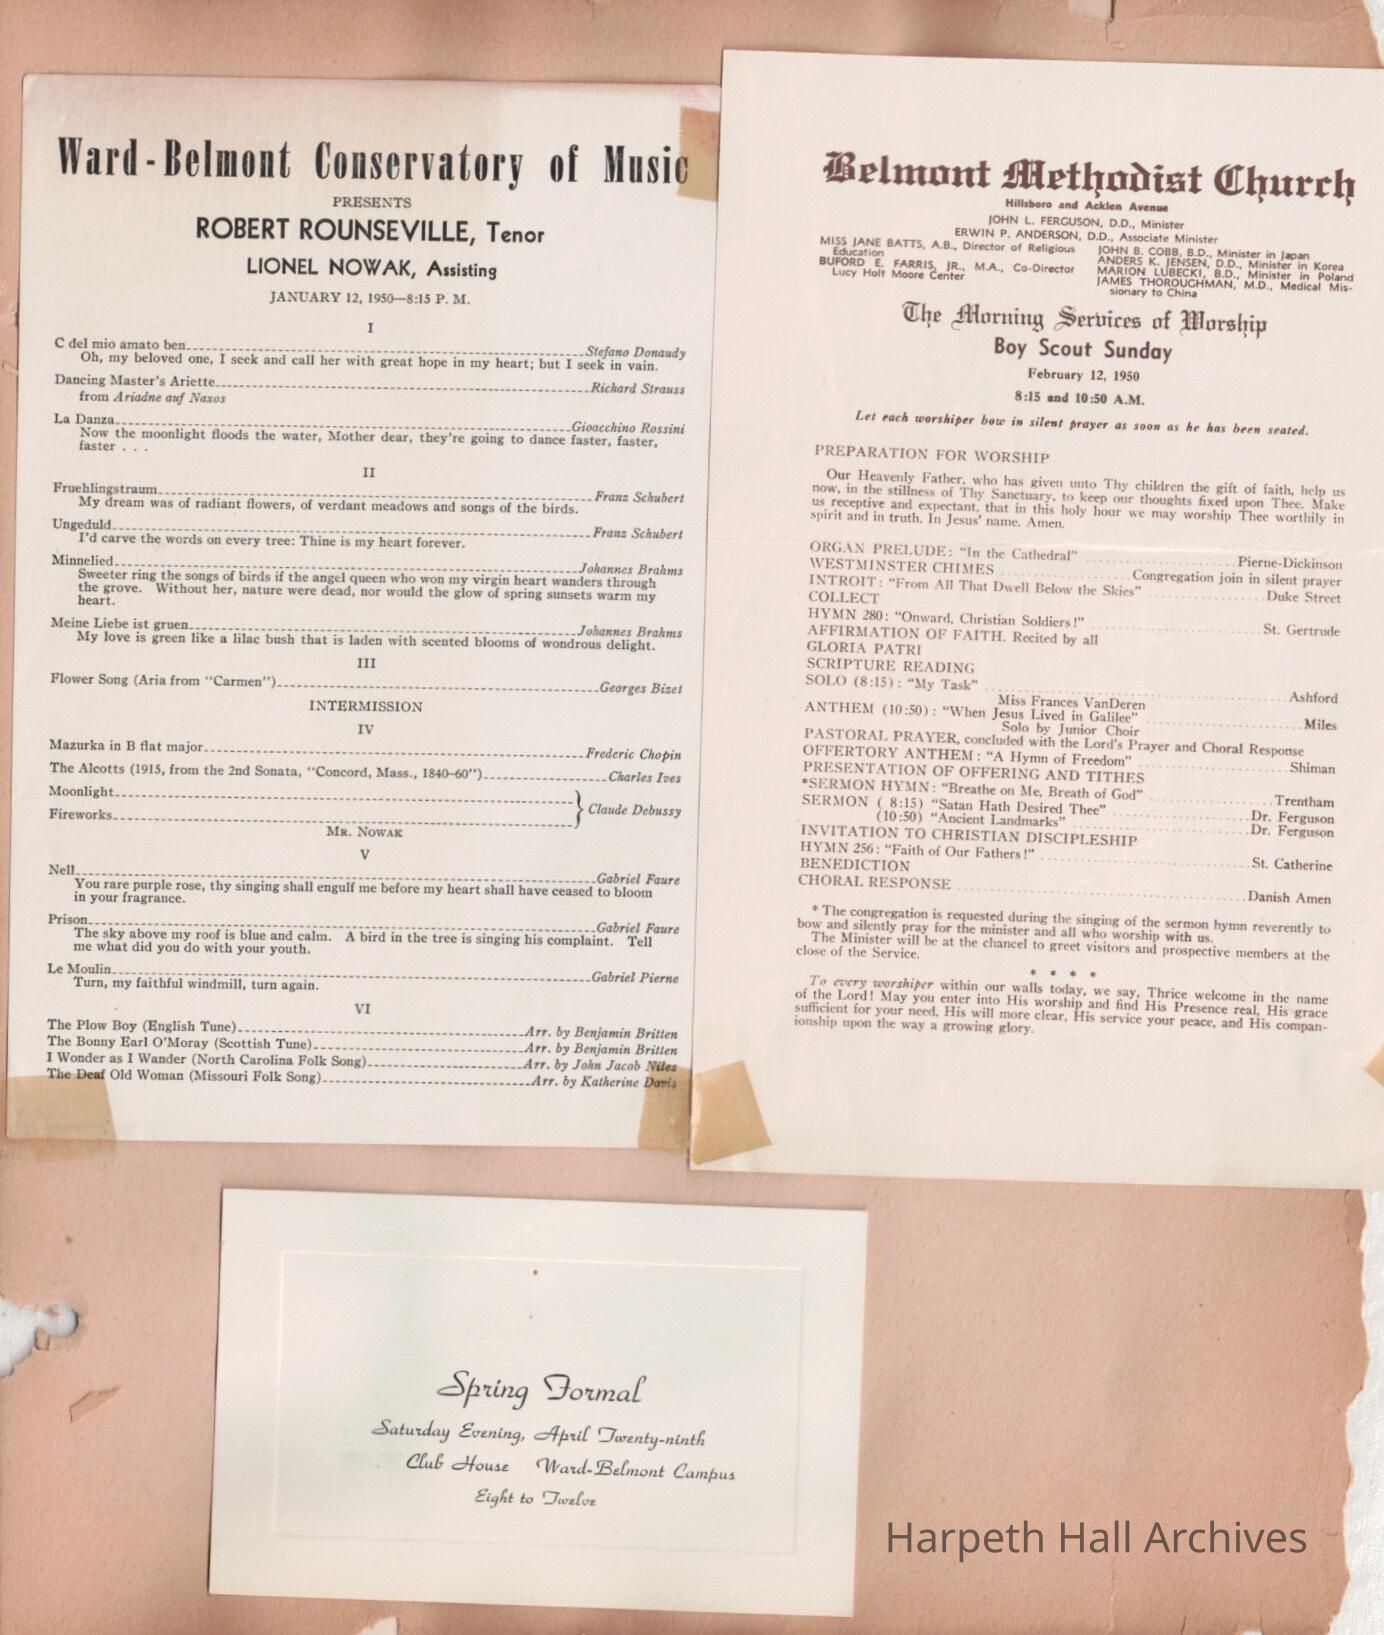 Ward-Belmont Conservatory of Music
PRESENTS
ROBERT ROUNSEVILLE, Tenor
LIONEL NOWAK, Assisting
JANUARY 12, 1950—8:15 P. M.
I
C del mio amato ben Stefano Donaudy
Oh, my beloved one, I seek and call her with great hope in my heart; but I seek in vain.
Dancing Master's Ariette Richard Strauss
from Ariadne auf Naxos
La Danza Gioacchino Rossini
Now the moonlight floods the water, Mother dear, they're going to dance faster, faster,
faster . . .
II
Fruehlingstraum Franz Schubert
My dream was of radiant flowers, of verdant meadows and songs of the birds.
Ungeduld Franz Schubert
I'd carve the words on every tree: Thine is my heart forever.
Minnelied Johannes Brahms
Sweeter ring the songs of birds if the angel queen who won my virgin heart wanders through
the grove. Without her, nature were dead, nor would the glow of spring sunsets warm my
heart.
Meine Liebe ist gruen Johannes Brahms
My love is green like a lilac bush that is laden with scented blooms of wondrous delight.
III
Flower Song (Aria from "Carmen") Georges Bizet
INTERMISSION
IV
Mazurka in B flat major Frederic Chopin
The Alcotts (1915, from the 2nd Sonata, "Concord, Mass., 1840-60") Charles Ives
Moonlight
Claude Debussy
Fireworks
MR. NOWAK
V
Nell Gabriel Faure
You rare purple rose, thy singing shall engulf me before my heart shall have ceased to bloom
in your fragrance.
Prison Gabriel Faure
The sky above my roof is blue and calm. A bird in the tree is singing his complaint. Tell
me what did you do with your youth.
Le Moulin Gabriel Pierne
Turn, my faithful windmill, turn again.
VI
The Plow Boy (English Tune) Arr. by Benjamin Britten
The Bonny Earl O'Moray (Scottish Tune) Arr. by Benjamin Britten
I Wonder as I Wander (North Carolina Folk Song) Arr. by John Jacob Niles
The Deaf Old Woman (Missouri Folk Song) Arr. by Katherine Davis
Belmont Methodist Church
Hillsboro and Acklen Avenue
JOHN L. FERGUSON, D.D., Minister
ERWIN P. ANDERSON, D.D., Associate Minister
MISS JANE BATTS, A.B., Director of Religious
Education
BUFORD E. FARRIS, JR., M.A., Co-Director
Lucy Holt Moore Center
JOHN B. COBB, B.D., Minister in Japan
ANDERS K. JENSEN, D.D., Minister in Korea
MARION LUBECKI, B.D., Minister in Poland
JAMES THOROUGHMAN, M.D., Medical Mis-
sionary to China
The Morning Services of Worship
Boy Scout Sunday
February 12, 1950
8:15 and 10:50 A.M.
Let each worshiper bow in silent prayer as soon as he has been seated.
PREPARATION FOR WORSHIP
Our Heavenly Father, who has given unto Thy children the gift of faith, help us
now, in the stillness of Thy Sanctuary, to keep our thoughts fixed upon Thee. Make
us receptive and expectant, that in this holy hour we may worship Thee worthily in
spirit and in truth. In Jesus' name. Amen.
ORGAN PRELUDE: "In the Cathedral" Pierne-Dickinson
WESTMINSTER CHIMES Congregation join in silent prayer
INTROIT: "From All That Dwell Below the Skies" Duke Street
COLLECT
HYMN 280: "Onward, Christian Soldiers!" St. Gertrude
AFFIRMATION OF FAITH. Recited by all
GLORIA PATRI
SCRIPTURE READING
SOLO (8:15): "My Task" Ashford
Miss Frances VanDeren
ANTHEM (10:50): "When Jesus Lived in Galilee" Miles
Solo by Junior Choir
PASTORAL PRAYER, concluded with the Lord's Prayer and Choral Response
OFFERTORY ANTHEM: "A Hymn of Freedom" Shiman
PRESENTATION OF OFFERING AND TITHES
*SERMON HYMN: "Breathe on Me, Breath of God" Trentham
SERMON ( 8:15) "Satan Hath Desired Thee" Dr. Ferguson
(10:50) "Ancient Landmarks" Dr. Ferguson
INVITATION TO CHRISTIAN DISCIPLESHIP
HYMN 256: "Faith of Our Fathers!" St. Catherine
BENEDICTION
CHORAL RESPONSE Danish Amen
* The congregation is requested during the singing of the sermon hymn reverently to
bow and silently pray for the minister and all who worship with us.
The Minister will be at the chancel to greet visitors and prospective members at the
close of the Service.
* * * *
To every worshiper within our walls today, we say, Thrice welcome in the name
of the Lord! May you enter into His worship and find His Presence real, His grace
sufficient for your need, His will more clear, His service your peace, and His compan-
ionship upon the way a growing glory.
Spring Formal
Saturday Evening, April Twenty-ninth
Club House Ward-Belmont Campus
Eight to Twelve
Harpeth Hall Archives